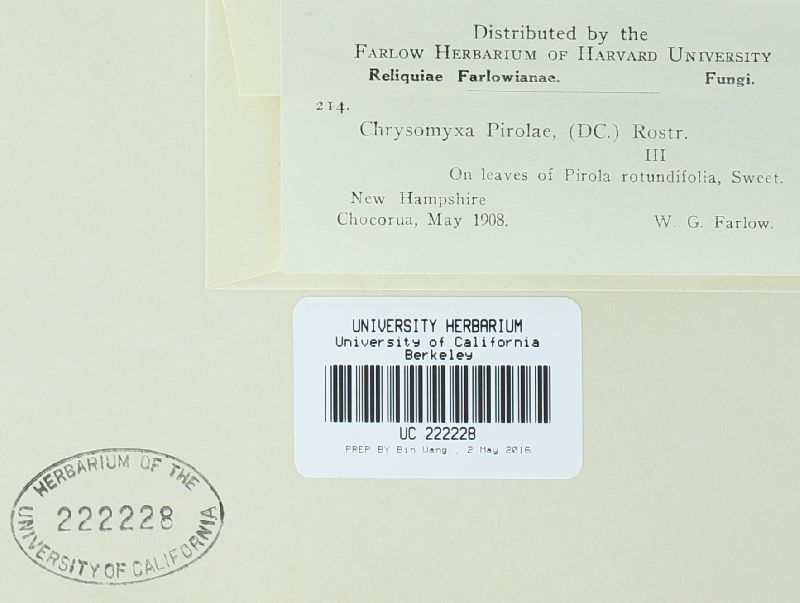 Distributed by the
FARLOW HERBARIUM OF HARVARD UNIVERSITY
Reliquiae Farlowianae. Fungi.
214.
Chrysomyxa Pirolae, (DC.) Rostr.
III
On leaves of Pirola rotundifolia, Sweet.
New Hampshire
Chocorua, May 1908. W. G. Farlow.
UNIVERSITY HERBARIUM
University of California
Berkeley
UC 222228
PREP BY Bin Wang , 2 May 2016
HERBARIUM OF THE
222228
UNIVERSITY OF CALIFORNIA